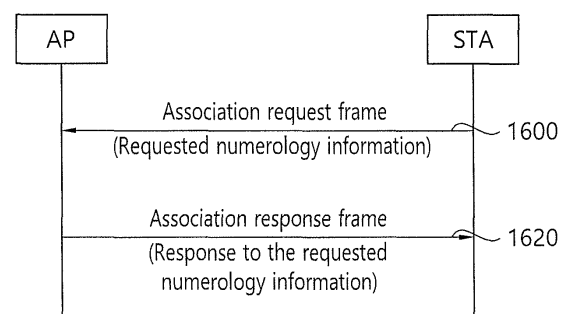 AP
STA
Association request frame
(Requested numerology information)
1600
Association response frame
1620
(Response to the requested
numerology information)